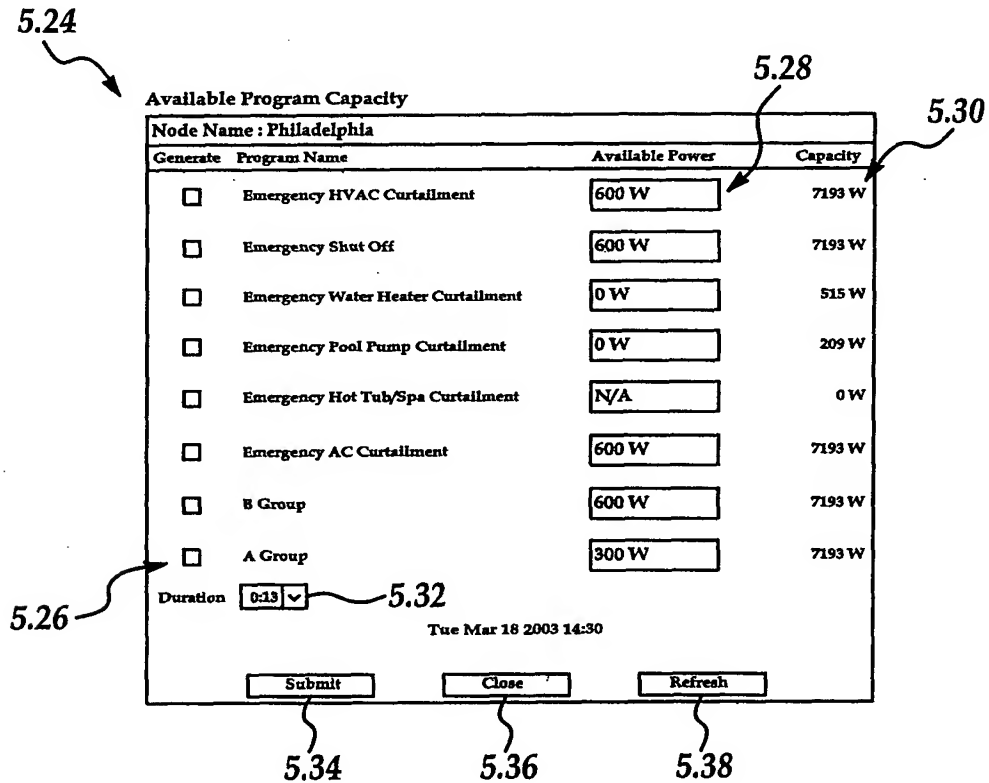 5.24
5.28
5.30
Available Program Capacity
Node Name : Philadelphia
Generate Program Name Available Power Capacity
Emergency HVAC Curtailment 600 W 7193 W
Emergency Shut Off 600 W 7193 W
Emergency Water Heater Curtailment 0 W 515 W
Emergency Pool Pump Curtailment 0 W 209 W
Emergency Hot Tub/Spa Curtailment N/A 0 W
Emergency AC Curtailment 600 W 7193 W
B Group 600 W 7193 W
A Group 300 W 7193 W
5.26
Duration 0:13 5.32
Tue Mar 18 2003 14:30
Submit Close Refresh
5.34 5.36 5.38